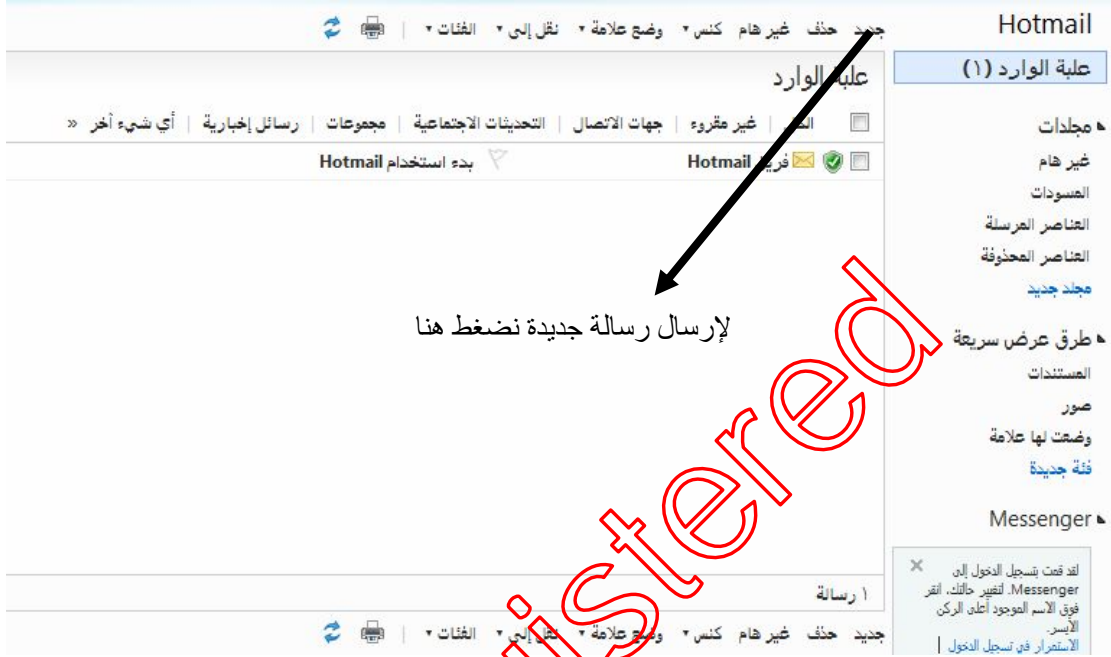 Hotmail
جديد حذف غير هام كنس وضع علامة نقل إلى الفئات
علبة الوارد (١)
علبة الوارد
الكل | غير مقروء | جهات الاتصال | التحديثات الاجتماعية | مجموعات | رسائل إخبارية | أي شيء آخر »
فريق Hotmail بدء استخدام Hotmail
لإرسال رسالة جديدة نضغط هنا
مجلدات
غير هام
المسودات
العناصر المرسلة
العناصر المحذوفة
مجلد جديد
طرق عرض سريعة
المستندات
صور
وضعت لها علامة
فئة جديدة
Messenger
لقد قمت بتسجيل الدخول إلى
Messenger. لتغيير حالتك، انقر
فوق الاسم الموجود أعلى الركن
الأيسر.
الاستمرار في تسجيل الدخول
١ رسالة
جديد حذف غير هام كنس وضع علامة نقل إلى الفئات
istered